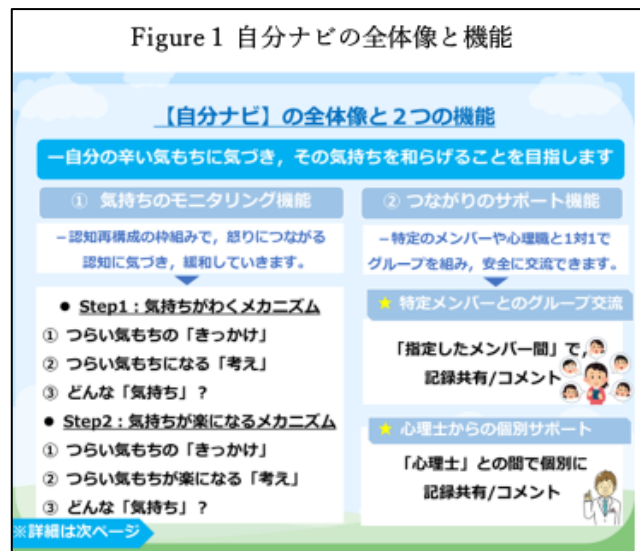 Figure 1 自分ナビの全体像と機能
【自分ナビ】の全体像と２つの機能
―自分の辛い気もちに気づき，その気持ちを和らげることを目指します
① 気持ちのモニタリング機能
－認知再構成の枠組みで，怒りにつながる
認知に気づき，緩和していきます。
● Step1：気持ちがわくメカニズム
① つらい気もちの「きっかけ」
② つらい気もちになる「考え」
③ どんな「気持ち」？
● Step2：気持ちが楽になるメカニズム
① つらい気もちの「きっかけ」
② つらい気もちが楽になる「考え」
③ どんな「気持ち」？
※詳細は次ページ
② つながりのサポート機能
－特定のメンバーや心理職と1対1で
グループを組み，安全に交流できます。
★ 特定メンバーとのグループ交流
「指定したメンバー間」で，
記録共有/コメント
★ 心理士からの個別サポート
「心理士」との間で個別に
記録共有/コメント